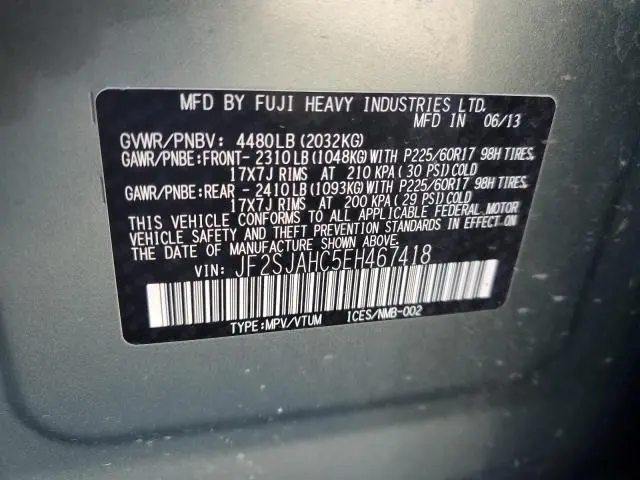 MFD BY FUJI HEAVY INDUSTRIES LTD.
MFD IN 06/13
GVWR/PNBV: 4480LB (2032KG)
GAWR/PNBE:FRONT- 2310LB (1048KG) WITH P225/60R17 98H TIRES,
17X7J RIMS AT 210 KPA ( 30 PSI) COLD
GAWR/PNBE:REAR - 2410LB (1093KG) WITH P225/60R17 98H TIRES,
17X7J RIMS AT 200 KPA ( 29 PSI) COLD
THIS VEHICLE CONFORMS TO ALL APPLICABLE FEDERAL MOTOR
VEHICLE SAFETY AND THEFT PREVENTION STANDARDS IN EFFECT ON
THE DATE OF MANUFACTURE SHOWN ABOVE.
VIN: JF2SJAHC5EH467418
TYPE:MPV/VTUM ICES/NMB-002